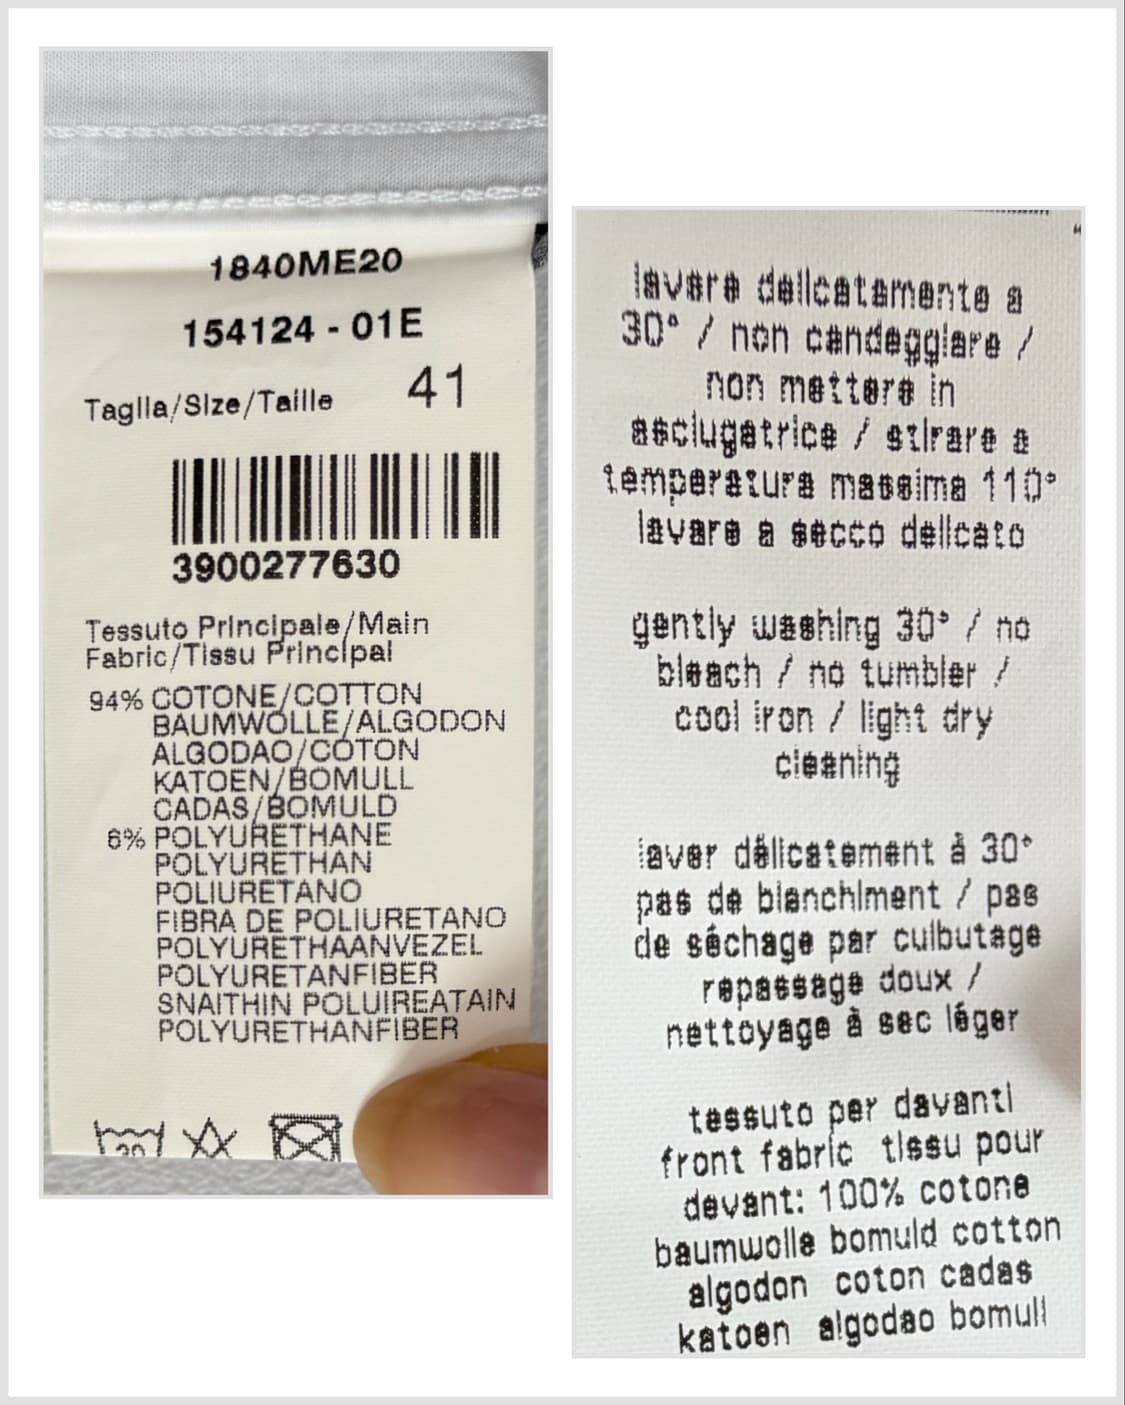 1840ME20
154124 - 01E
Taglia/Size/Taille 41
3900277630
Tessuto Principale/Main
Fabric/Tissu Principal
94% COTONE/COTTON
BAUMWOLLE/ALGODON
ALGODAO/COTON
KATOEN/BOMULL
CADAS/BOMULD
6% POLYURETHANE
POLYURETHAN
POLIURETANO
FIBRA DE POLIURETANO
POLYURETHAANVEZEL
POLYURETANFIBER
SNAITHIN POLUIREATAIN
POLYURETHANFIBER
30
lavare delicatamente a
30° / non candeggiare /
non mettere in
asciugatrice / stirare a
temperatura massima 110°
lavare a secco delicato
gently washing 30° / no
bleach / no tumbler /
cool iron / light dry
cleaning
laver délicatement à 30°
pas de blanchiment / pas
de séchage par culbutage
repassage doux /
nettoyage à sec léger
tessuto per davanti
front fabric tissu pour
devant: 100% cotone
baumwolle bomuld cotton
algodon coton cadas
katoen algodao bomull